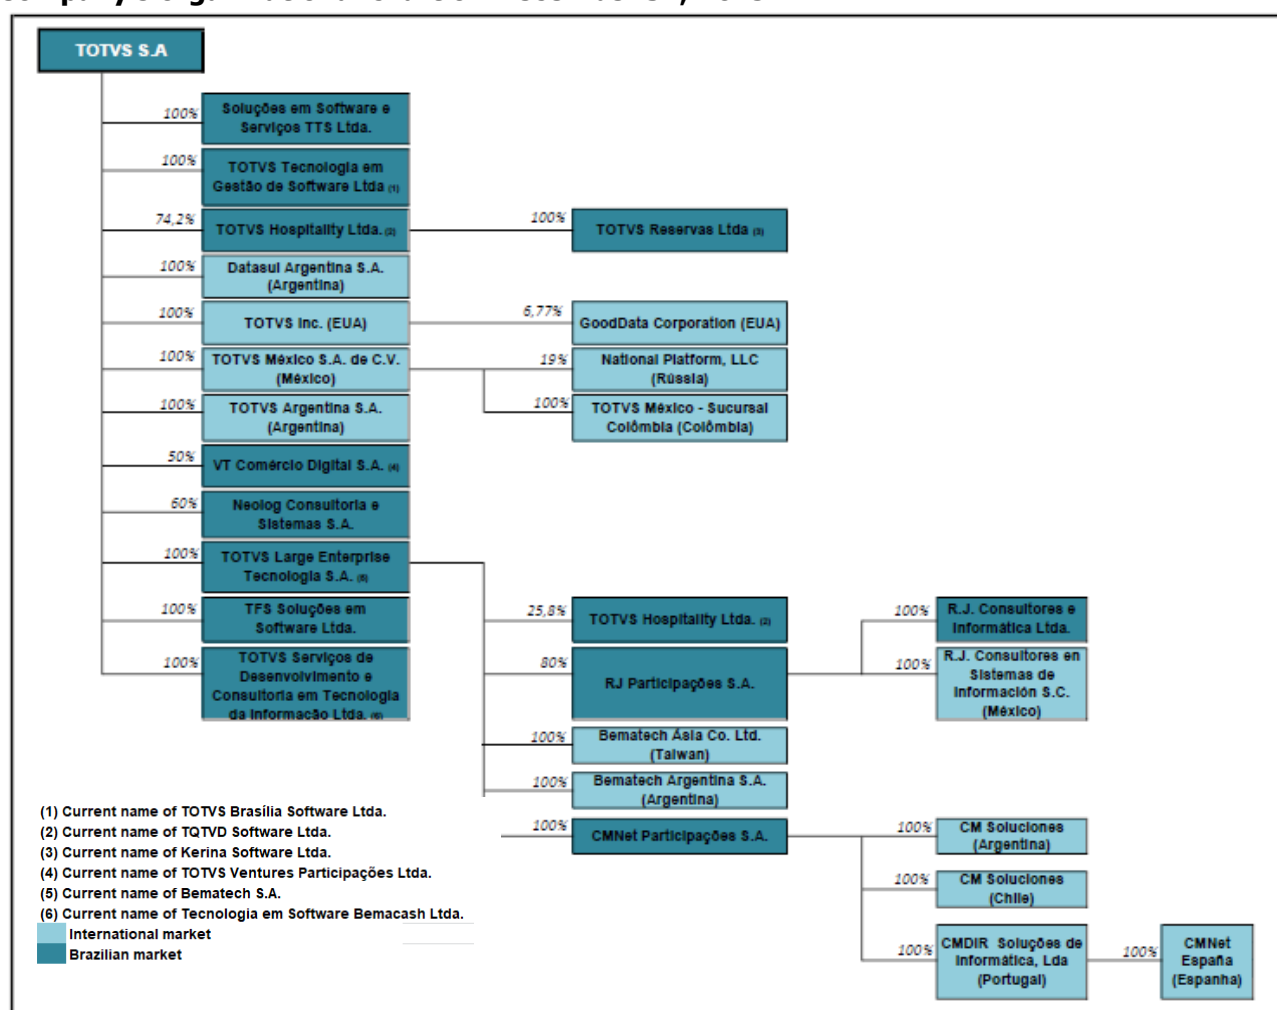 TOTVS S.A
100%
Soluções em Software e
Serviços TTS Ltda.
100%
TOTVS Tecnologia em
Gestão de Software Ltda (1)
74,2%
TOTVS Hospitality Ltda. (2)
100%
TOTVS Reservas Ltda (3)
100%
Datasul Argentina S.A.
(Argentina)
100%
TOTVS Inc. (EUA)
6,77%
GoodData Corporation (EUA)
100%
TOTVS México S.A. de C.V.
(México)
19%
National Platform, LLC
(Rússia)
100%
TOTVS México - Sucursal
Colômbia (Colômbia)
100%
TOTVS Argentina S.A.
(Argentina)
50%
VT Comércio Digital S.A. (4)
60%
Neolog Consultoria e
Sistemas S.A.
100%
TOTVS Large Enterprise
Tecnologia S.A. (5)
100%
TFS Soluções em
Software Ltda.
25,8%
TOTVS Hospitality Ltda. (2)
100%
R.J. Consultores e
Informática Ltda.
100%
TOTVS Serviços de
Desenvolvimento e
Consultoria em Tecnologia
da Informação Ltda. (6)
80%
RJ Participações S.A.
100%
R.J. Consultores en
Sistemas de
Información S.C.
(México)
100%
Bematech Ásia Co. Ltd.
(Taiwan)
100%
Bematech Argentina S.A.
(Argentina)
100%
CMNet Participações S.A.
100%
CM Soluciones
(Argentina)
100%
CM Soluciones
(Chile)
100%
CMDIR Soluções de
Informática, Lda
(Portugal)
100%
CMNet
España
(Espanha)
(1) Current name of TOTVS Brasília Software Ltda.
(2) Current name of TQTVD Software Ltda.
(3) Current name of Kerina Software Ltda.
(4) Current name of TOTVS Ventures Participações Ltda.
(5) Current name of Bematech S.A.
(6) Current name of Tecnologia em Software Bemacash Ltda.
International market
Brazilian market